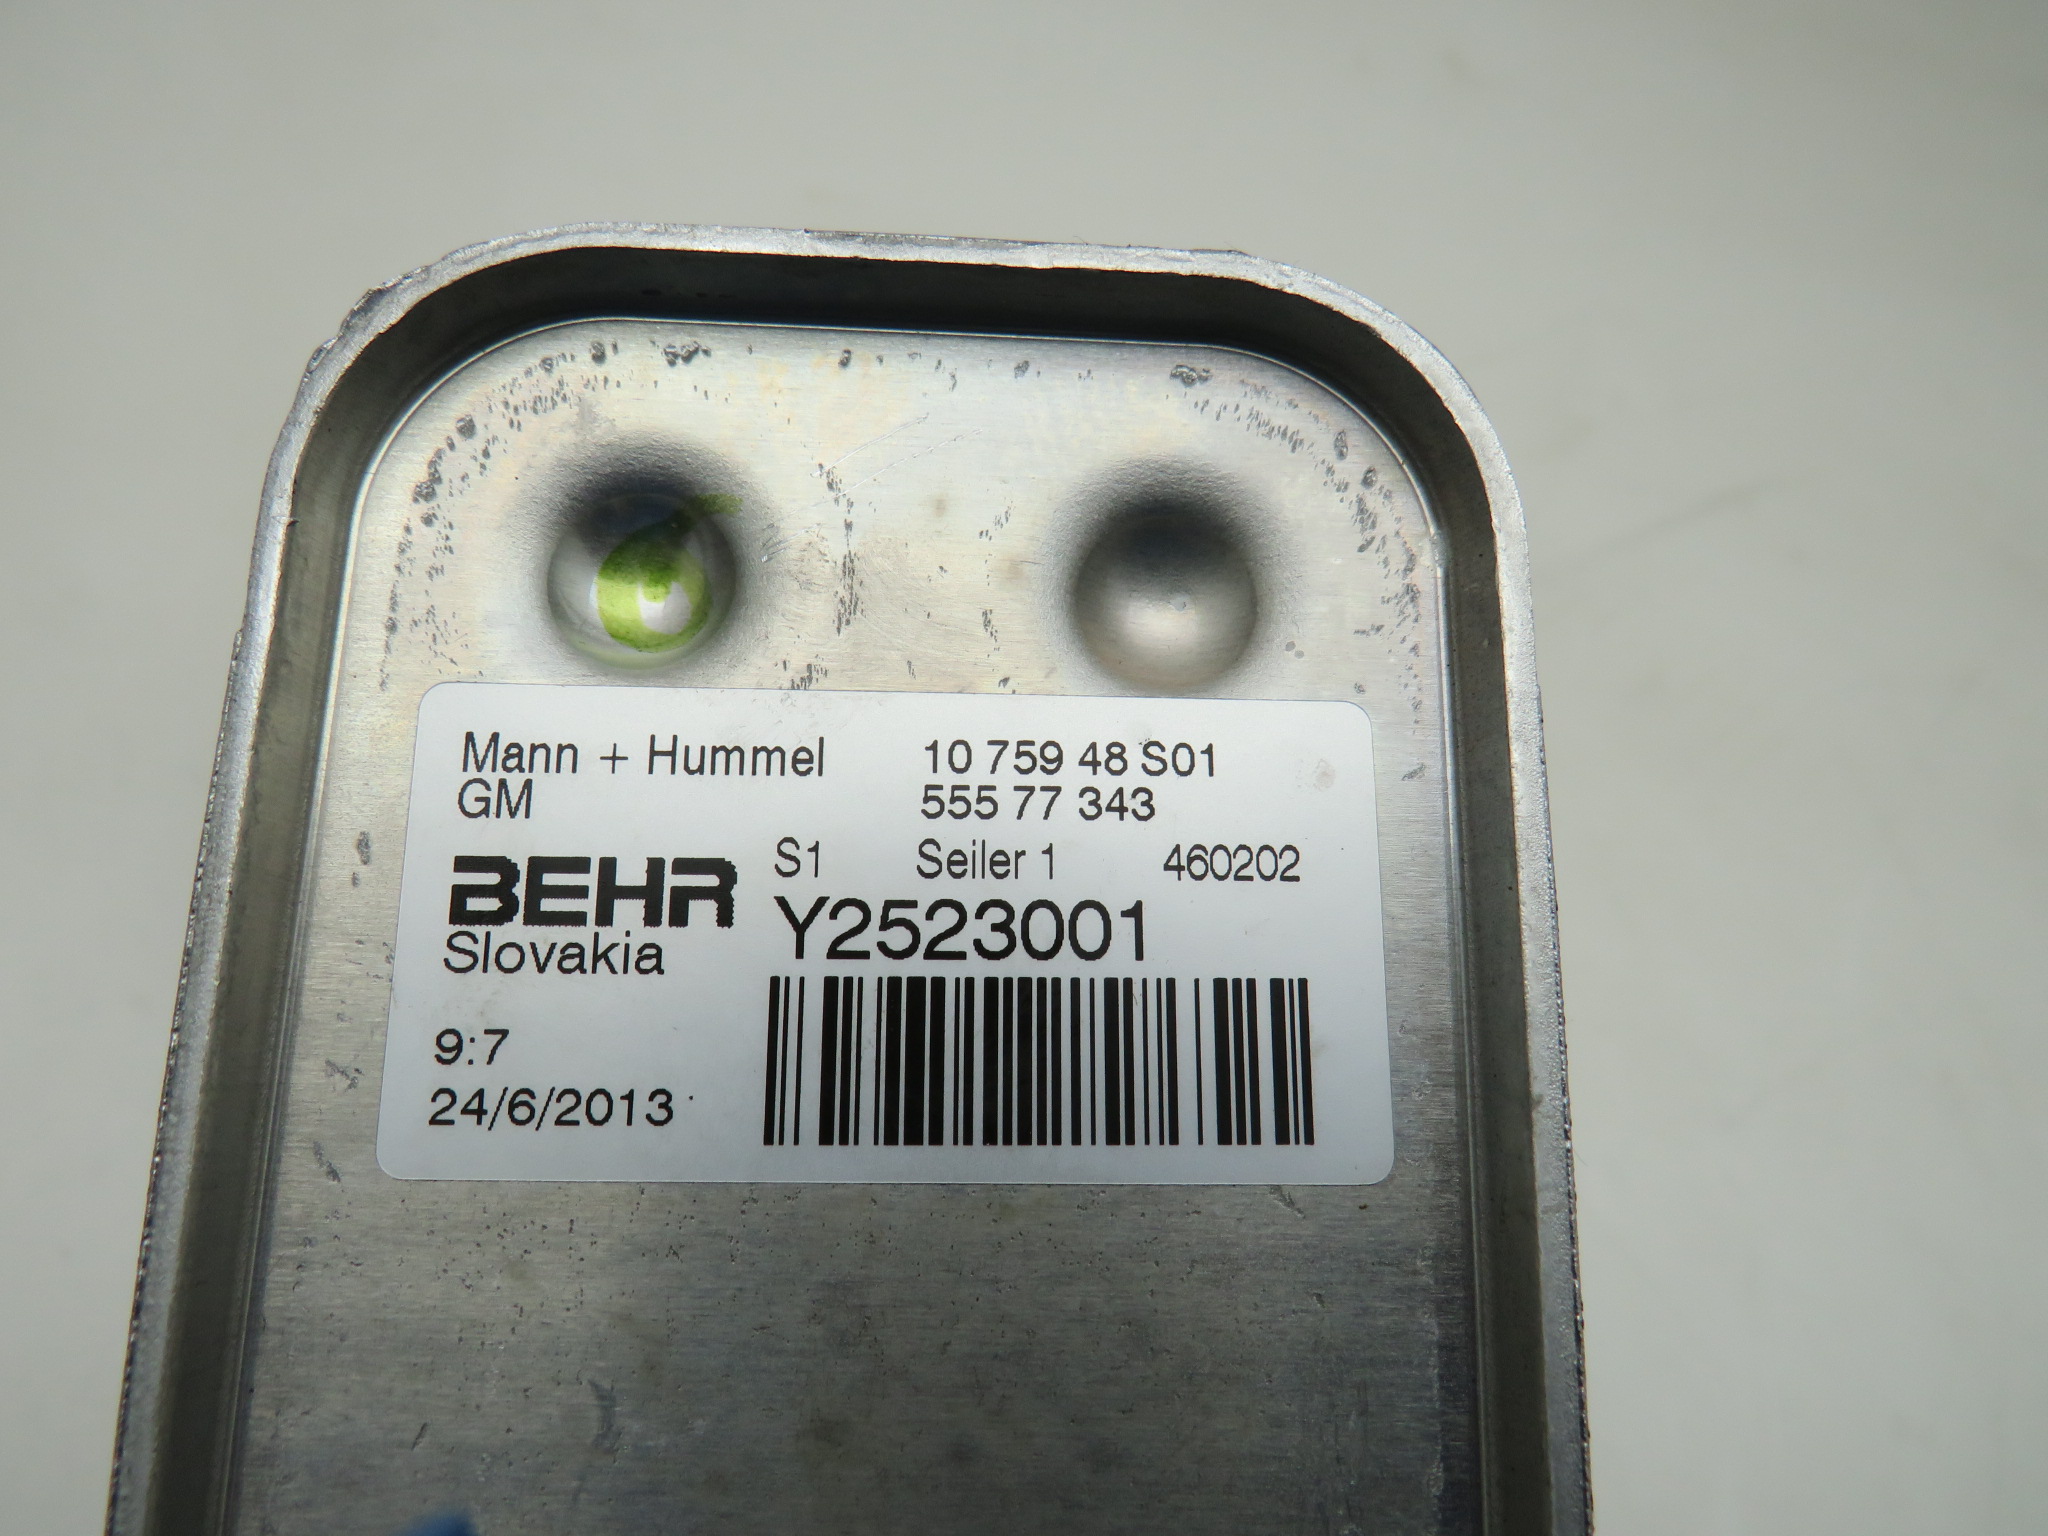 Mann + Hummel 10 759 48 S01
GM 555 77 343
S1 Seiler 1 460202
BEHR Y2523001
Slovakia
9:7
24/6/2013